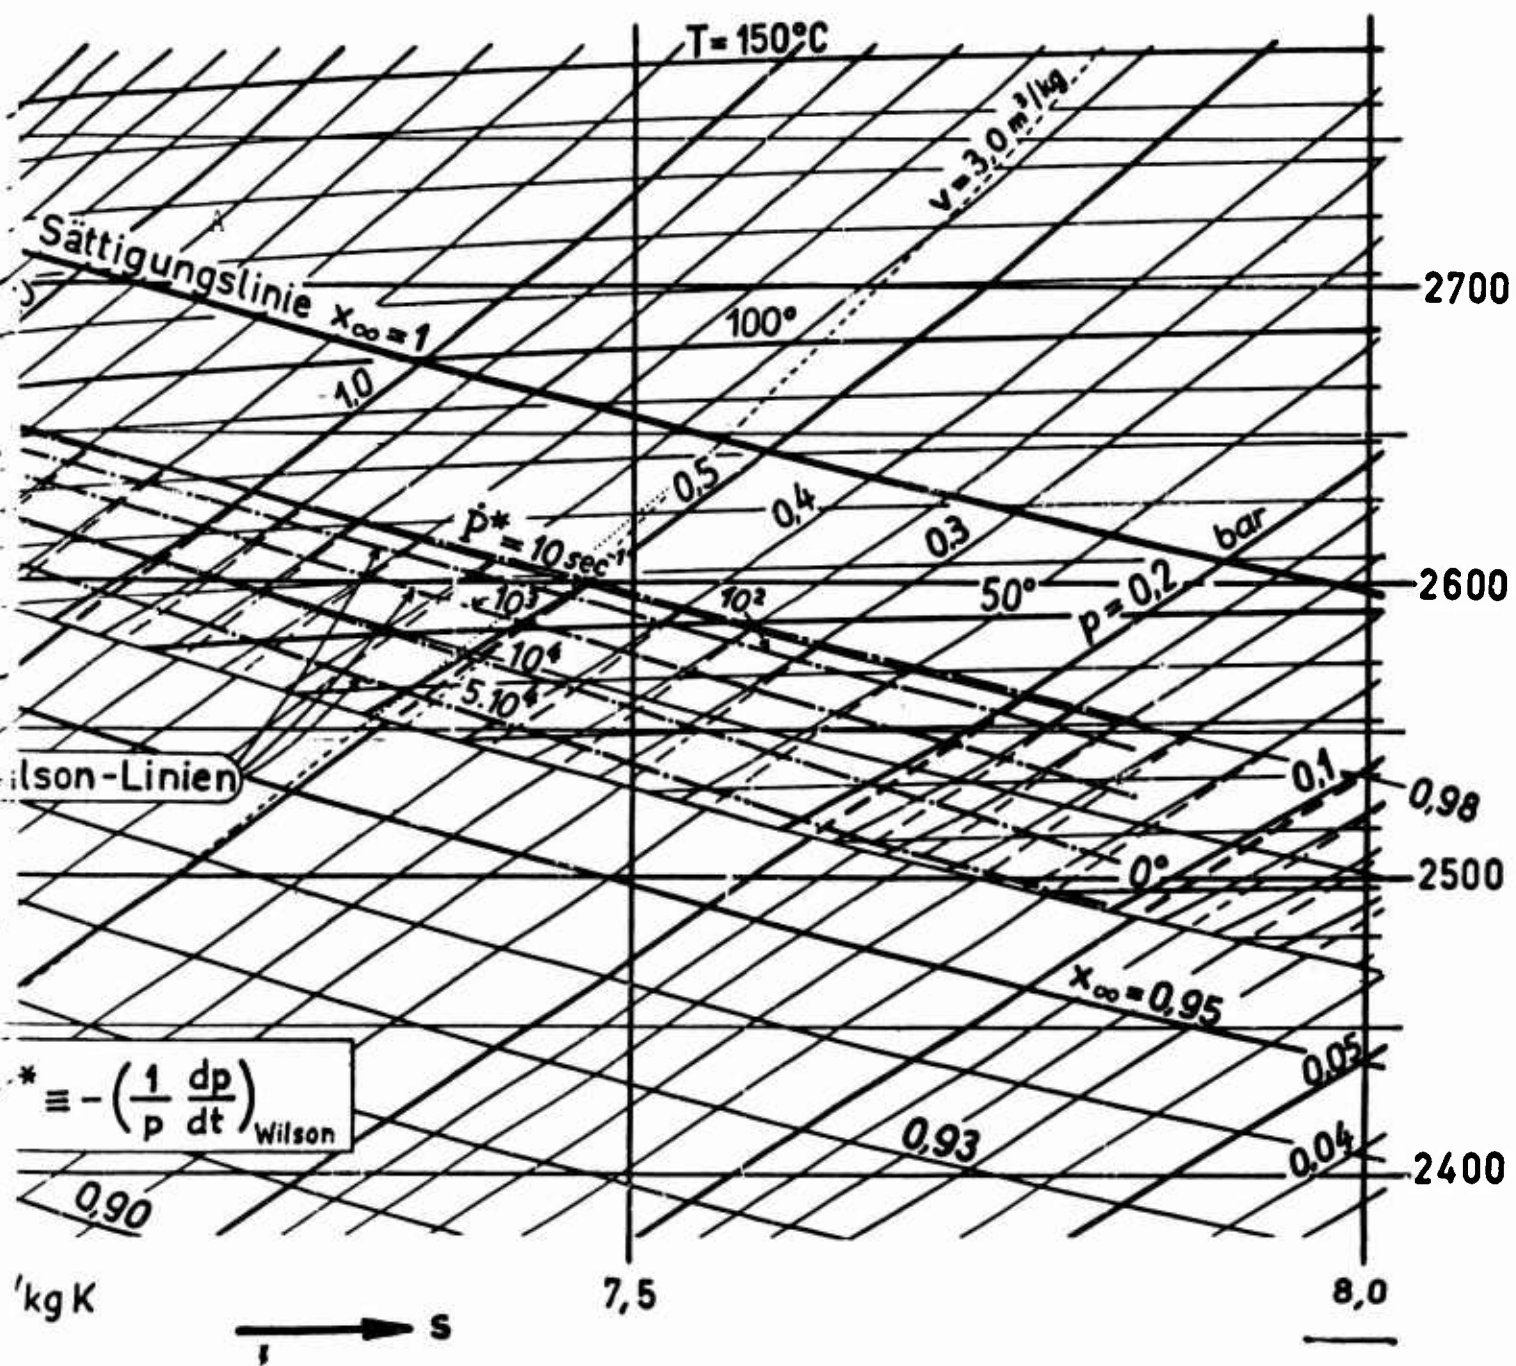 T = 150°C
v = 3,0 m³/kg
A
Sättigungslinie x∞ = 1
2700
100°
1,0
0,5
0,4
0,3
bar
Ṗ* = 10 sec⁻¹
10³
10²
50°
p = 0,2
2600
10⁴
5.10⁴
ilson-Linien
0,1
0,98
0°
2500
x∞ = 0,95
* ≡ - (1/p dp/dt)Wilson
0,05
0,93
0,04
2400
0,90
/kg K
7,5
8,0
s